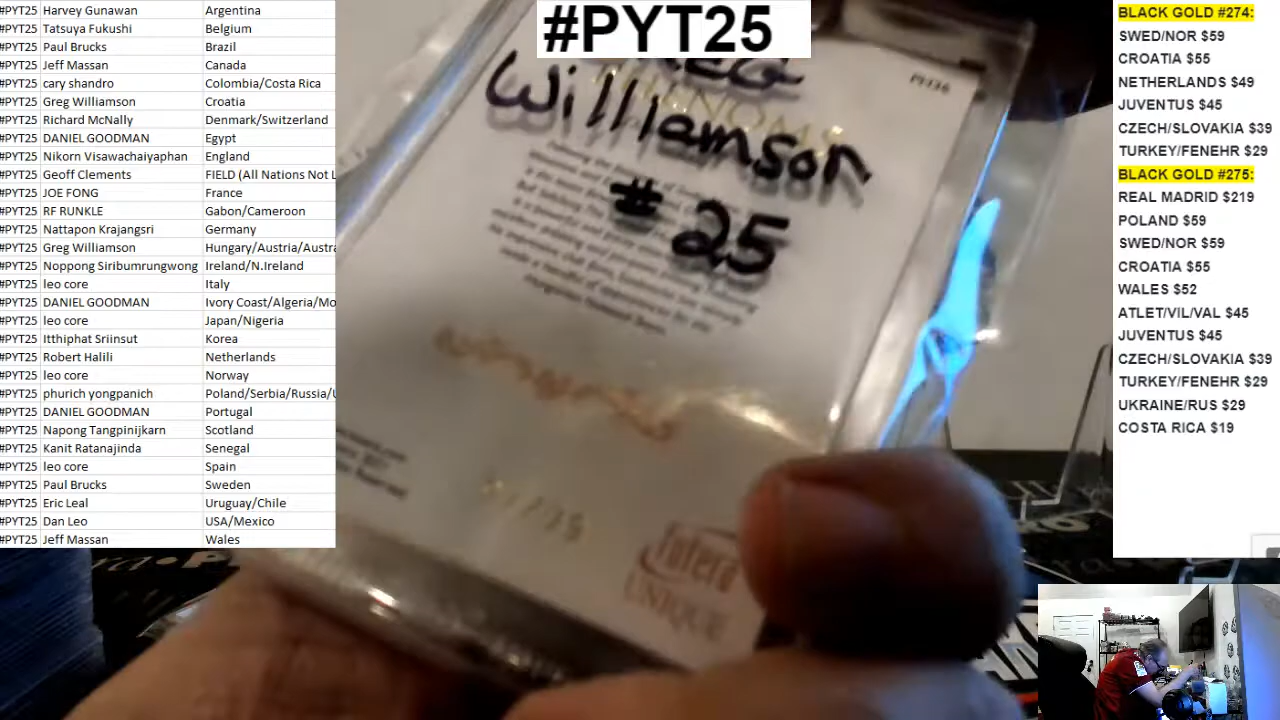 #PYT25
#PYT25 Harvey Gunawan Argentina
#PYT25 Tatsuya Fukushi Belgium
#PYT25 Paul Brucks Brazil
#PYT25 Jeff Massan Canada
#PYT25 cary shandro Colombia/Costa Rica
#PYT25 Greg Williamson Croatia
#PYT25 Richard McNally Denmark/Switzerland
#PYT25 DANIEL GOODMAN Egypt
#PYT25 Nikorn Visawachaiyaphan England
#PYT25 Geoff Clements FIELD (All Nations Not L
#PYT25 JOE FONG France
#PYT25 RF RUNKLE Gabon/Cameroon
#PYT25 Nattapon Krajangsri Germany
#PYT25 Greg Williamson Hungary/Austria/Austra
#PYT25 Noppong Siribumrungwong Ireland/N.Ireland
#PYT25 leo core Italy
#PYT25 DANIEL GOODMAN Ivory Coast/Algeria/Mo
#PYT25 leo core Japan/Nigeria
#PYT25 Itthiphat Sriinsut Korea
#PYT25 Robert Halili Netherlands
#PYT25 leo core Norway
#PYT25 phurich yongpanich Poland/Serbia/Russia/
#PYT25 DANIEL GOODMAN Portugal
#PYT25 Napong Tangpinijkarn Scotland
#PYT25 Kanit Ratanajinda Senegal
#PYT25 leo core Spain
#PYT25 Paul Brucks Sweden
#PYT25 Eric Leal Uruguay/Chile
#PYT25 Dan Leo USA/Mexico
#PYT25 Jeff Massan Wales
Williamson
# 25
futera
UNIQUE
BLACK GOLD #274:
SWED/NOR $59
CROATIA $55
NETHERLANDS $49
JUVENTUS $45
CZECH/SLOVAKIA $39
TURKEY/FENEHR $29
BLACK GOLD #275:
REAL MADRID $219
POLAND $59
SWED/NOR $59
CROATIA $55
WALES $52
ATLET/VIL/VAL $45
JUVENTUS $45
CZECH/SLOVAKIA $39
TURKEY/FENEHR $29
UKRAINE/RUS $29
COSTA RICA $19